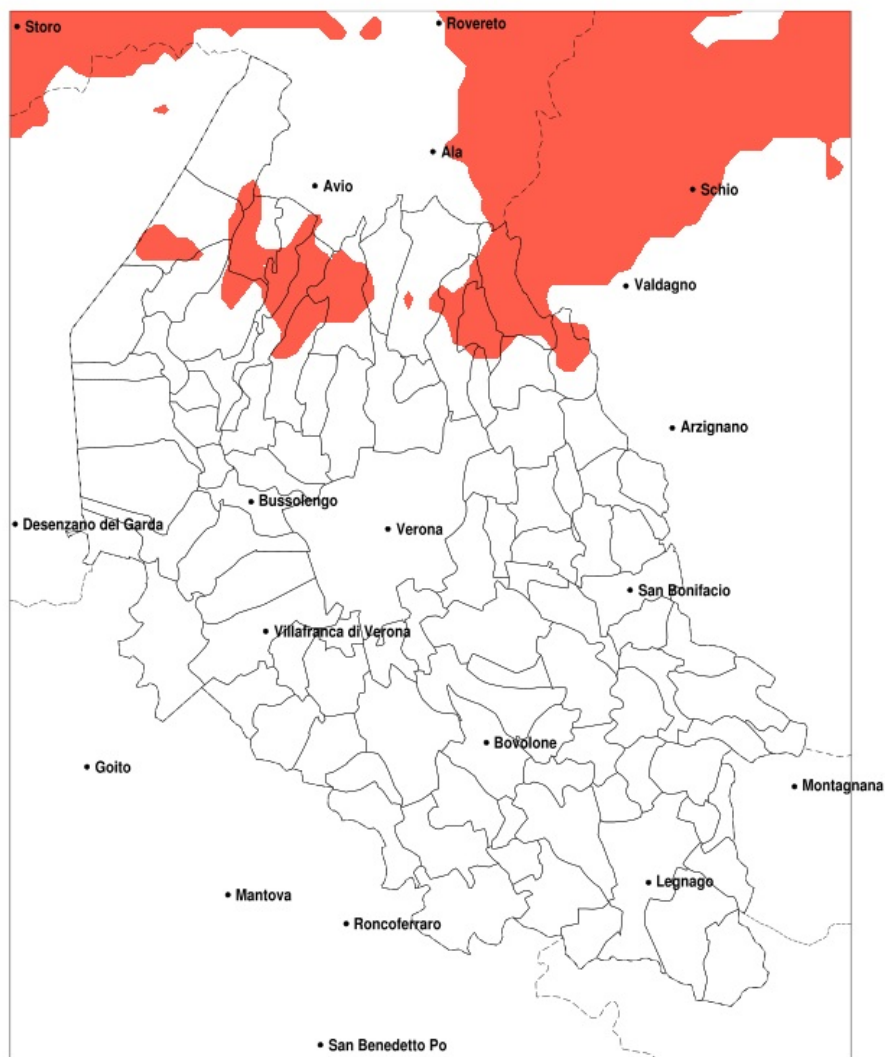 Storo
Rovereto
Ala
Avio
Schio
Valdagno
Arzignano
Bussolengo
Desenzano del Garda
Verona
San Bonifacio
Villafranca di Verona
Bovolone
Goito
Montagnana
Legnago
Mantova
Roncoferraro
San Benedetto Po